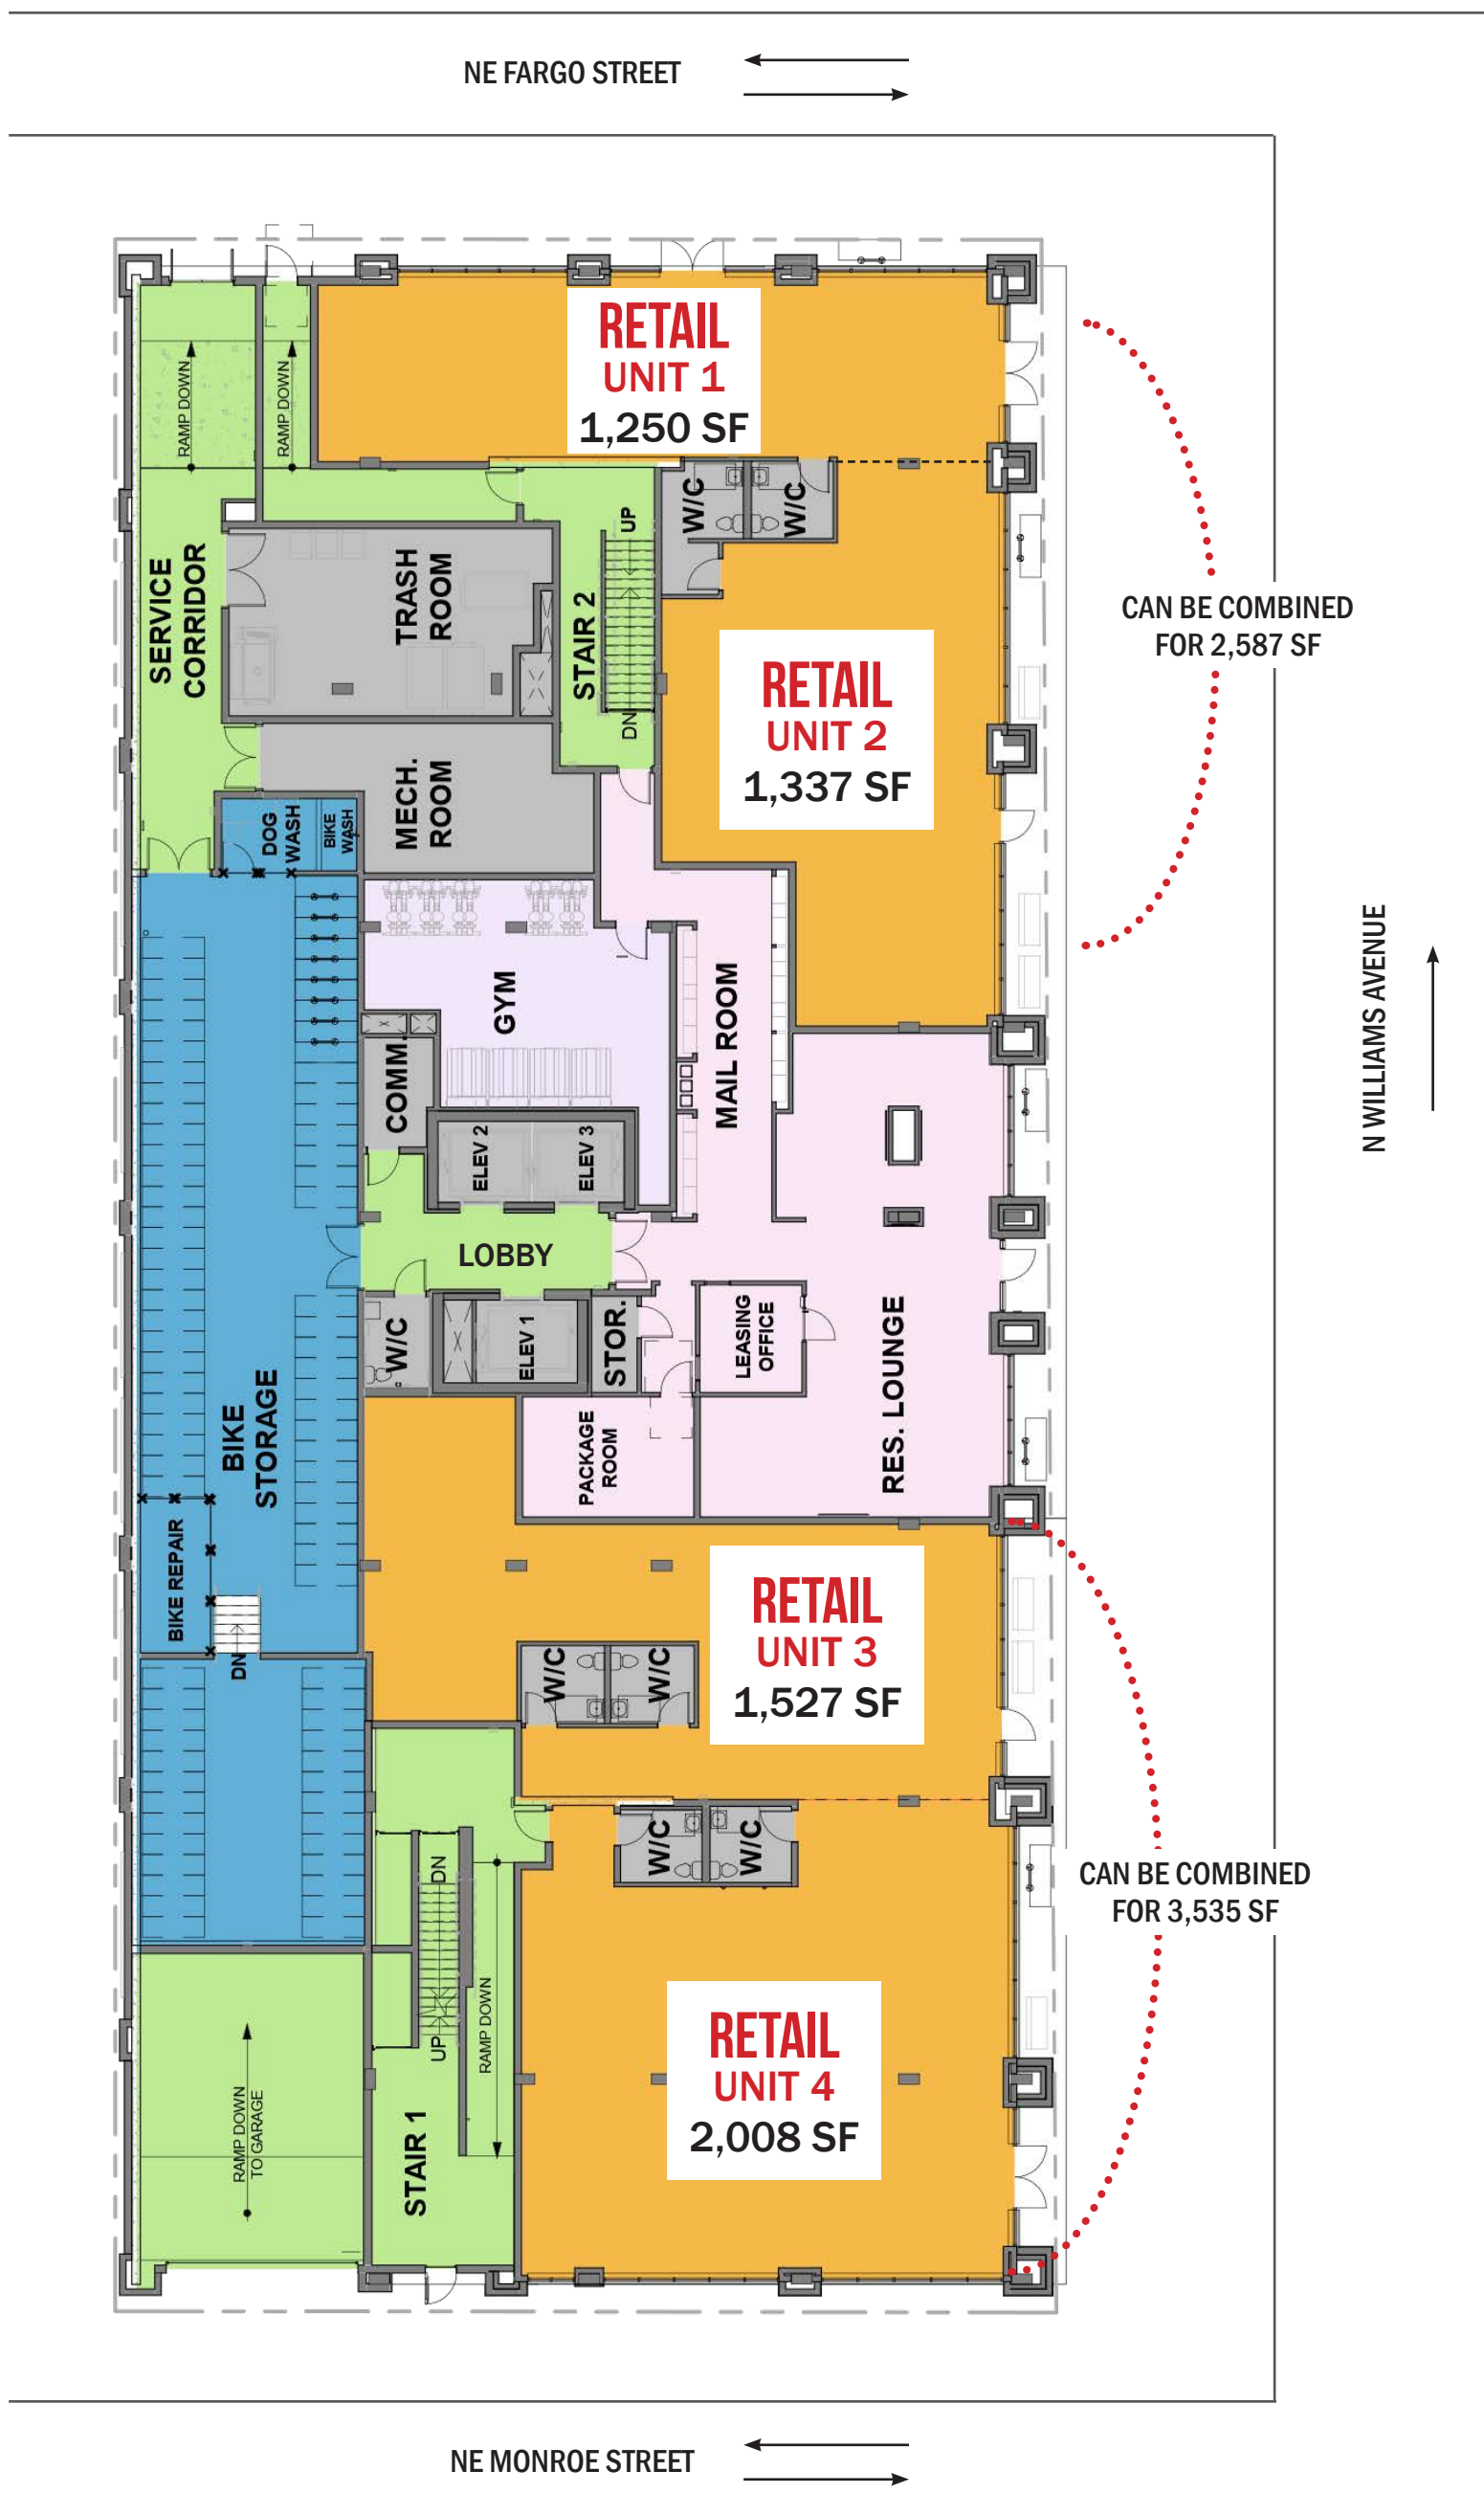 NE FARGO STREET
RETAIL
UNIT 1
1,250 SF
RAMP DOWN
RAMP DOWN
W/C
W/C
UP
SERVICE
CORRIDOR
TRASH
ROOM
STAIR 2
DN
CAN BE COMBINED
FOR 2,587 SF
RETAIL
UNIT 2
1,337 SF
MECH.
ROOM
DOG
WASH
BIKE
WASH
GYM
MAIL ROOM
N WILLIAMS AVENUE
COMM.
ELEV 2
ELEV 3
LOBBY
W/C
ELEV 1
STOR.
LEASING
OFFICE
RES. LOUNGE
BIKE
STORAGE
PACKAGE
ROOM
BIKE REPAIR
DN
RETAIL
UNIT 3
1,527 SF
W/C
W/C
W/C
W/C
CAN BE COMBINED
FOR 3,535 SF
DN
UP
RAMP DOWN
RETAIL
UNIT 4
2,008 SF
RAMP DOWN
TO GARAGE
STAIR 1
NE MONROE STREET